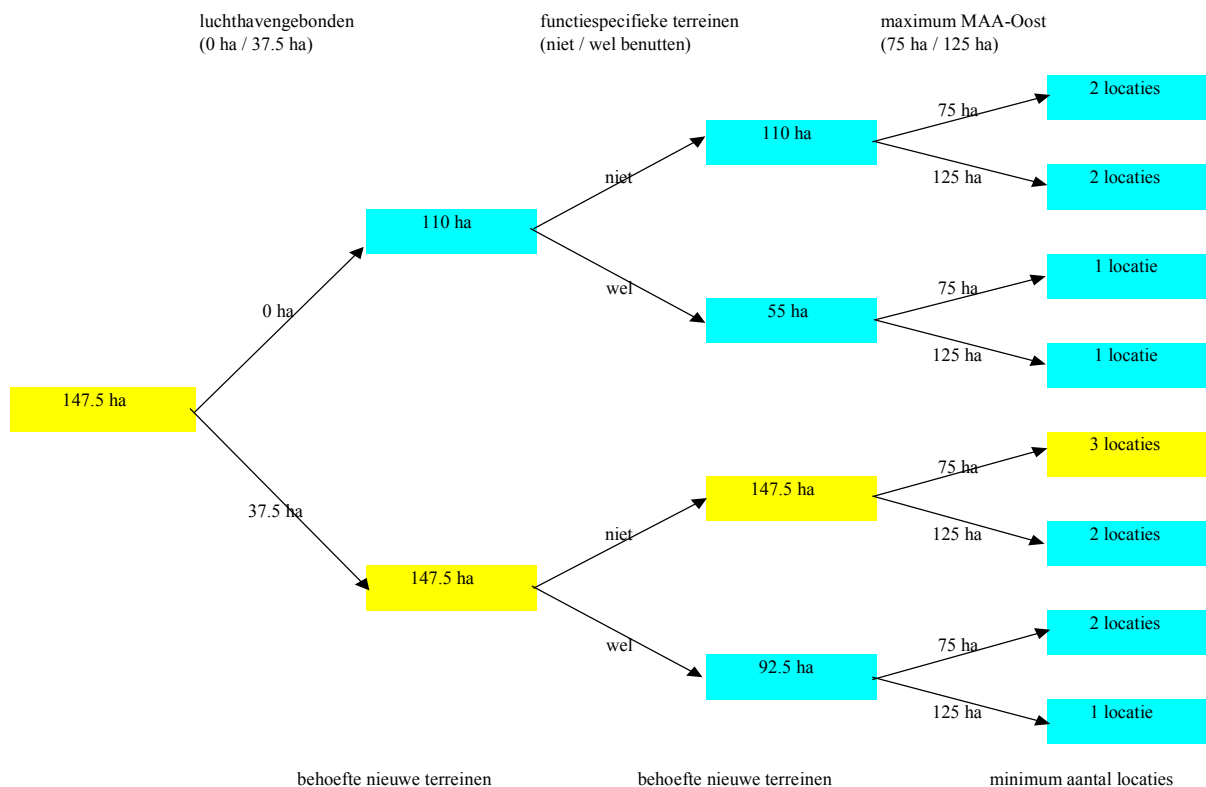 luchthavengebonden
(0 ha / 37.5 ha)
functiespecifieke terreinen
(niet / wel benutten)
maximum MAA-Oost
(75 ha / 125 ha)
2 locaties
75 ha
110 ha
niet
125 ha
2 locaties
110 ha
1 locatie
75 ha
wel
0 ha
55 ha
125 ha
1 locatie
147.5 ha
3 locaties
75 ha
37.5 ha
147.5 ha
niet
125 ha
2 locaties
147.5 ha
2 locaties
75 ha
wel
92.5 ha
125 ha
1 locatie
behoefte nieuwe terreinen
behoefte nieuwe terreinen
minimum aantal locaties